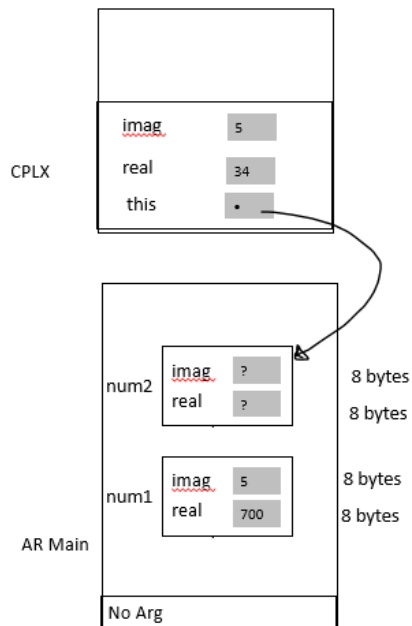 imag 5
CPLX real 34
this •
num2 imag ? 8 bytes
real ? 8 bytes
num1 imag 5 8 bytes
real 700 8 bytes
AR Main
No Arg